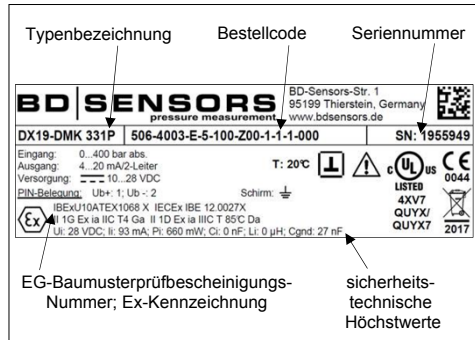 Typenbezeichnung Bestellcode Seriennummer
BD SENSORS
pressure measurement
BD-Sensors-Str. 1
95199 Thierstein, Germany
www.bdsensors.de
DX19-DMK 331P 506-4003-E-5-100-Z00-1-1-1-000 SN: 1955949
Eingang: 0...400 bar abs.
Ausgang: 4...20 mA/2-Leiter
Versorgung: 10...28 VDC
T: 20°C
PIN-Belegung: Ub+: 1; Ub -: 2 Schirm:
c UL us
LISTED
4XV7
QUYX/
QUYX7
CE
0044
2017
Ex
IBExU10ATEX1068 X IECEx IBE 12.0027X
II 1G Ex ia IIC T4 Ga II 1D Ex ia IIIC T 85°C Da
Ui: 28 VDC; Ii: 93 mA; Pi: 660 mW; Ci: 0 nF; Li: 0 µH; Cgnd: 27 nF
EG-Baumusterprüfbescheinigungs-
Nummer; Ex-Kennzeichnung
sicherheits-
technische
Höchstwerte